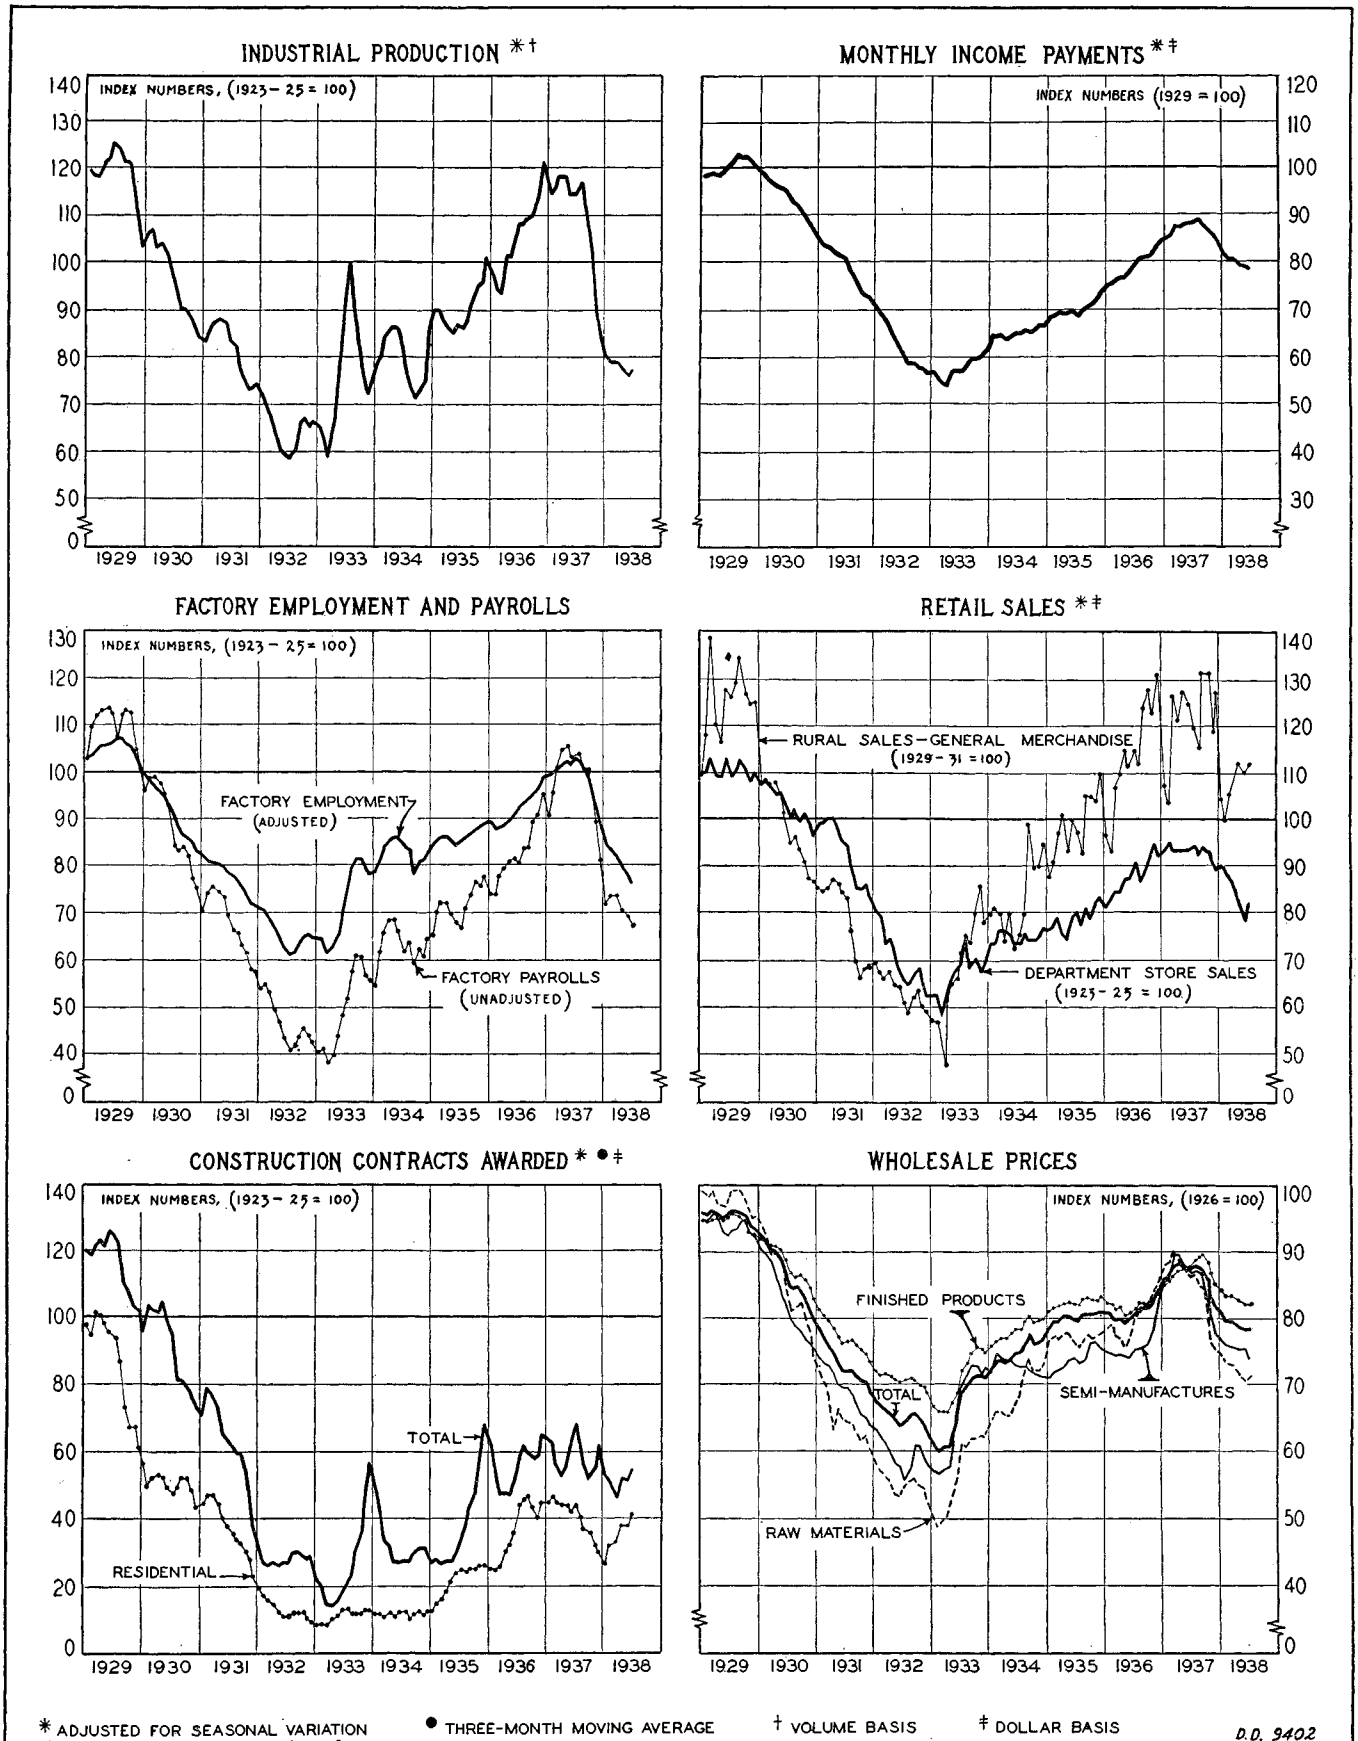 INDUSTRIAL PRODUCTION *†
INDEX NUMBERS, (1923-25=100)
140
130
120
110
100
90
80
70
60
50
0
1929 1930 1931 1932 1933 1934 1935 1936 1937 1938
MONTHLY INCOME PAYMENTS *‡
INDEX NUMBERS (1929=100)
120
110
100
90
80
70
60
50
40
30
1929 1930 1931 1932 1933 1934 1935 1936 1937 1938
FACTORY EMPLOYMENT AND PAYROLLS
INDEX NUMBERS, (1923-25=100)
130
120
110
100
90
80
70
60
50
40
0
FACTORY EMPLOYMENT
(ADJUSTED)
FACTORY PAYROLLS
(UNADJUSTED)
1929 1930 1931 1932 1933 1934 1935 1936 1937 1938
RETAIL SALES *‡
140
130
120
110
100
90
80
70
60
50
0
RURAL SALES-GENERAL MERCHANDISE
(1929-31=100)
DEPARTMENT STORE SALES
(1923-25=100)
1929 1930 1931 1932 1933 1934 1935 1936 1937 1938
CONSTRUCTION CONTRACTS AWARDED *●‡
INDEX NUMBERS, (1923-25=100)
140
120
100
80
60
40
20
0
TOTAL
RESIDENTIAL
1929 1930 1931 1932 1933 1934 1935 1936 1937 1938
WHOLESALE PRICES
INDEX NUMBERS, (1926=100)
100
90
80
70
60
50
40
0
FINISHED PRODUCTS
TOTAL
SEMI-MANUFACTURES
RAW MATERIALS
1929 1930 1931 1932 1933 1934 1935 1936 1937 1938
* ADJUSTED FOR SEASONAL VARIATION ● THREE-MONTH MOVING AVERAGE † VOLUME BASIS ‡ DOLLAR BASIS
D.D. 9402